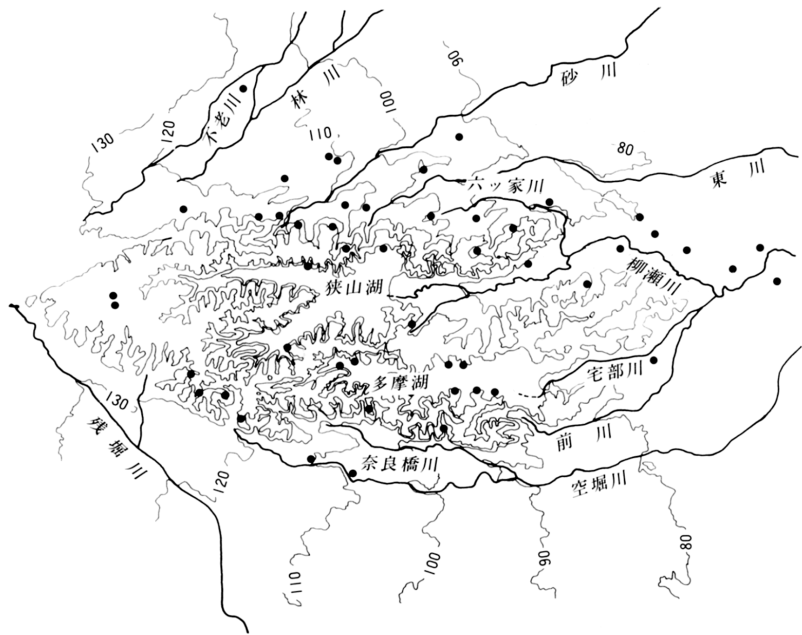 砂川
林川
90
100
不老川
130
120
110
80
東川
六ッ家川
柳瀬川
狭山湖
宅部川
多摩湖
130
残堀川
前川
奈良橋川
空堀川
120
110
100
90
80